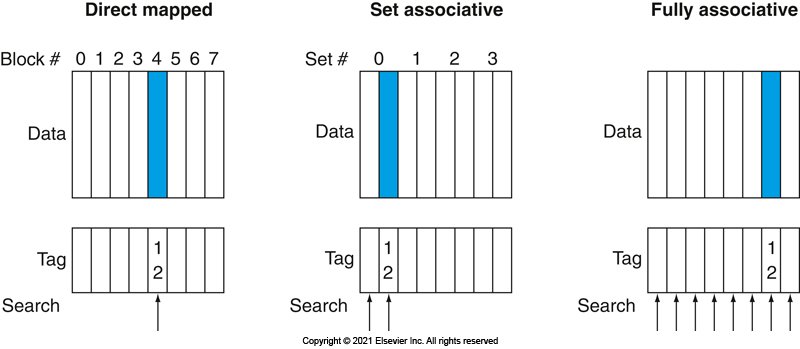 Direct mapped
Set associative
Fully associative
Block # 0 1 2 3 4 5 6 7
Set # 0 1 2 3
Data
Data
Data
Tag
1
2
Tag
1
2
Tag
1
2
Search
Search
Search
Copyright © 2021 Elsevier Inc. All rights reserved